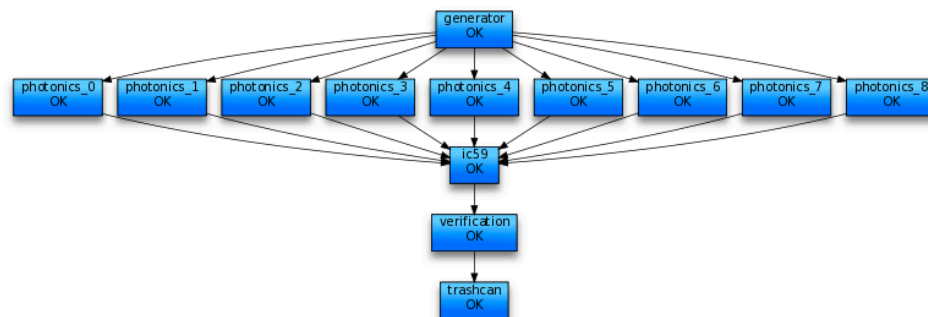 generator
OK
photonics_0
OK
photonics_1
OK
photonics_2
OK
photonics_3
OK
photonics_4
OK
photonics_5
OK
photonics_6
OK
photonics_7
OK
photonics_8
OK
ic59
OK
verification
OK
trashcan
OK